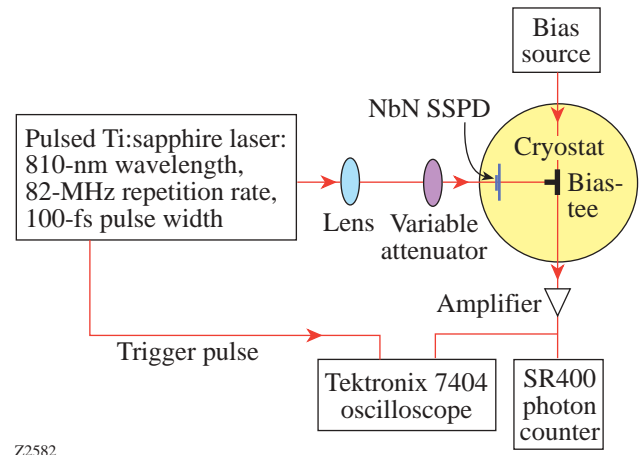 Bias
source
NbN SSPD
Pulsed Ti:sapphire laser:
810-nm wavelength,
82-MHz repetition rate,
100-fs pulse width
Cryostat
Bias-
tee
Lens
Variable
attenuator
Amplifier
Trigger pulse
Tektronix 7404
oscilloscope
SR400
photon
counter
Z2582